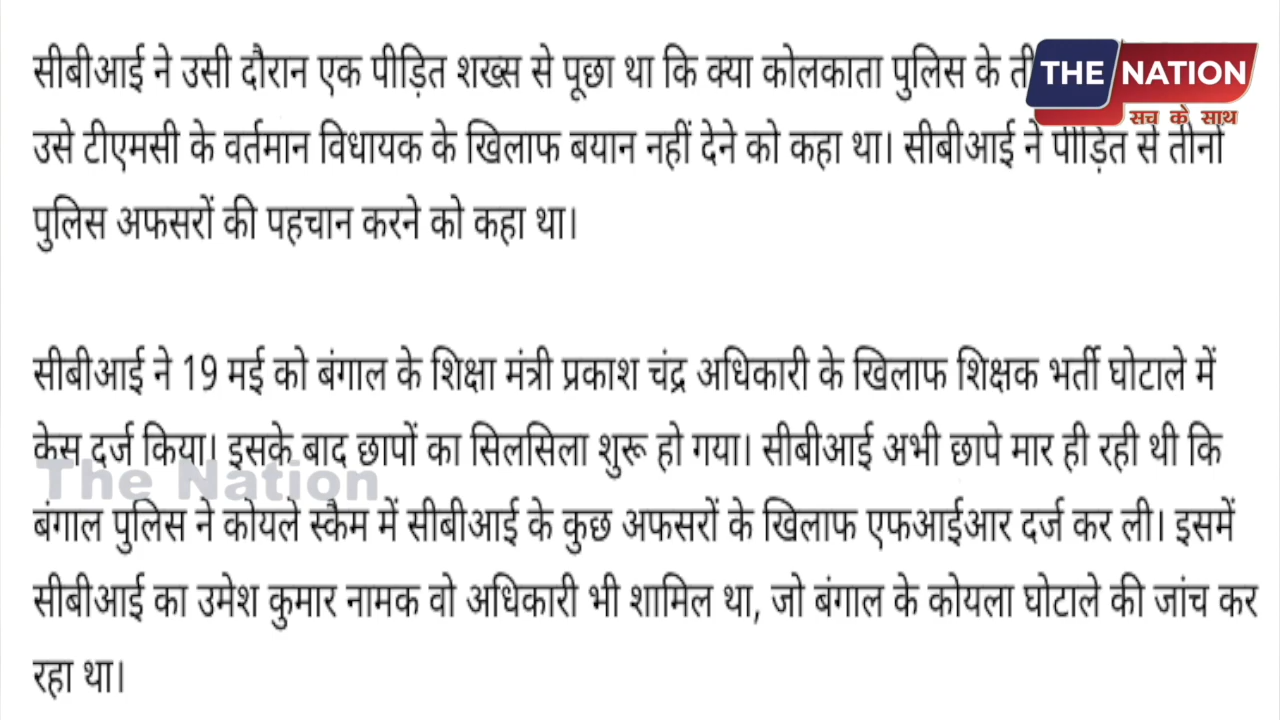 सीबीआई ने उसी दौरान एक पीड़ित शख्स से पूछा था कि क्या कोलकाता पुलिस के
THE NATION
सच के साथ
उसे टीएमसी के वर्तमान विधायक के खिलाफ बयान नहीं देने को कहा था। सीबीआई ने पीड़ित से तीनों
पुलिस अफसरों की पहचान करने को कहा था।
सीबीआई ने 19 मई को बंगाल के शिक्षा मंत्री प्रकाश चंद्र अधिकारी के खिलाफ शिक्षक भर्ती घोटाले में
केस दर्ज किया। इसके बाद छापों का सिलसिला शुरू हो गया। सीबीआई अभी छापे मार ही रही थी कि
The Nation
बंगाल पुलिस ने कोयले स्कैम में सीबीआई के कुछ अफसरों के खिलाफ एफआईआर दर्ज कर ली। इसमें
सीबीआई का उमेश कुमार नामक वो अधिकारी भी शामिल था, जो बंगाल के कोयला घोटाले की जांच कर
रहा था।